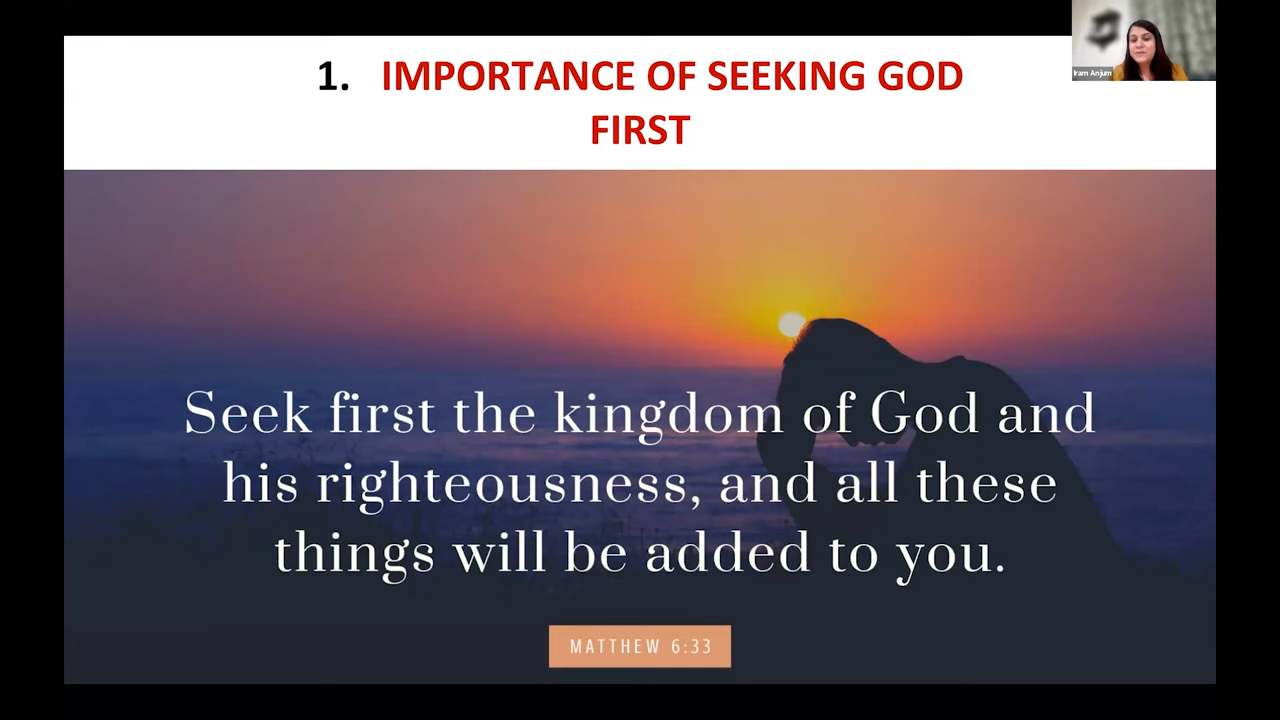 1. IMPORTANCE OF SEEKING GOD
FIRST
Iram Anjum
Seek first the kingdom of God and
his righteousness, and all these
things will be added to you.
MATTHEW 6:33